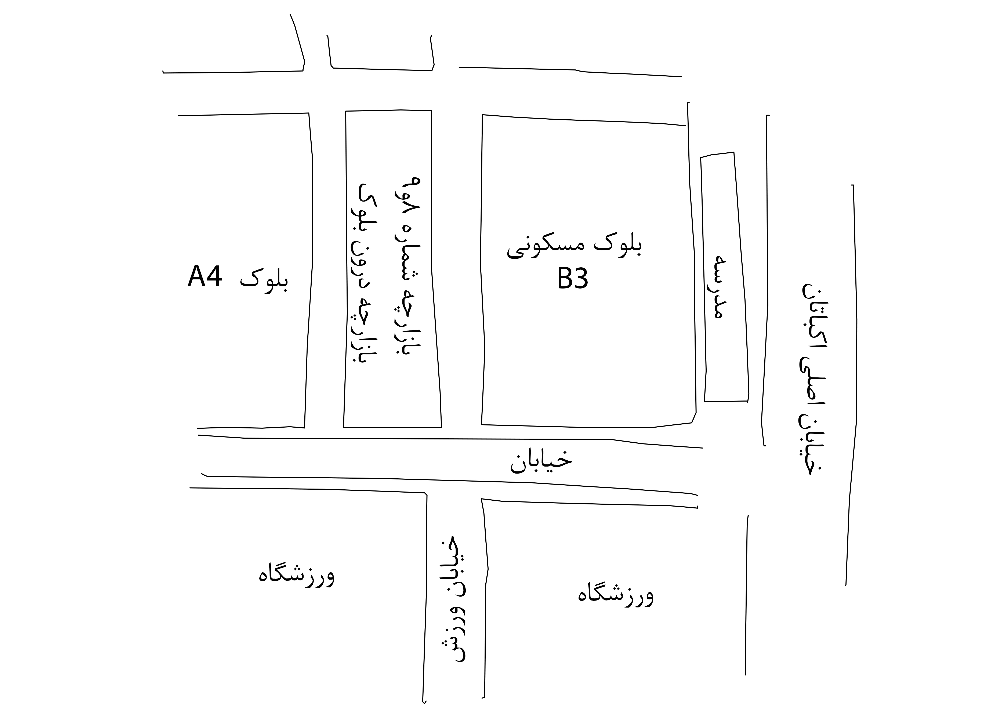 بلوک A4
بازارچه درون بلوک
بازارچه شماره ۸و۹
بلوک مسکونی
B3
مدرسه
خیابان اصلی اکباتان
خیابان
ورزشگاه
خیابان ورزش
ورزشگاه